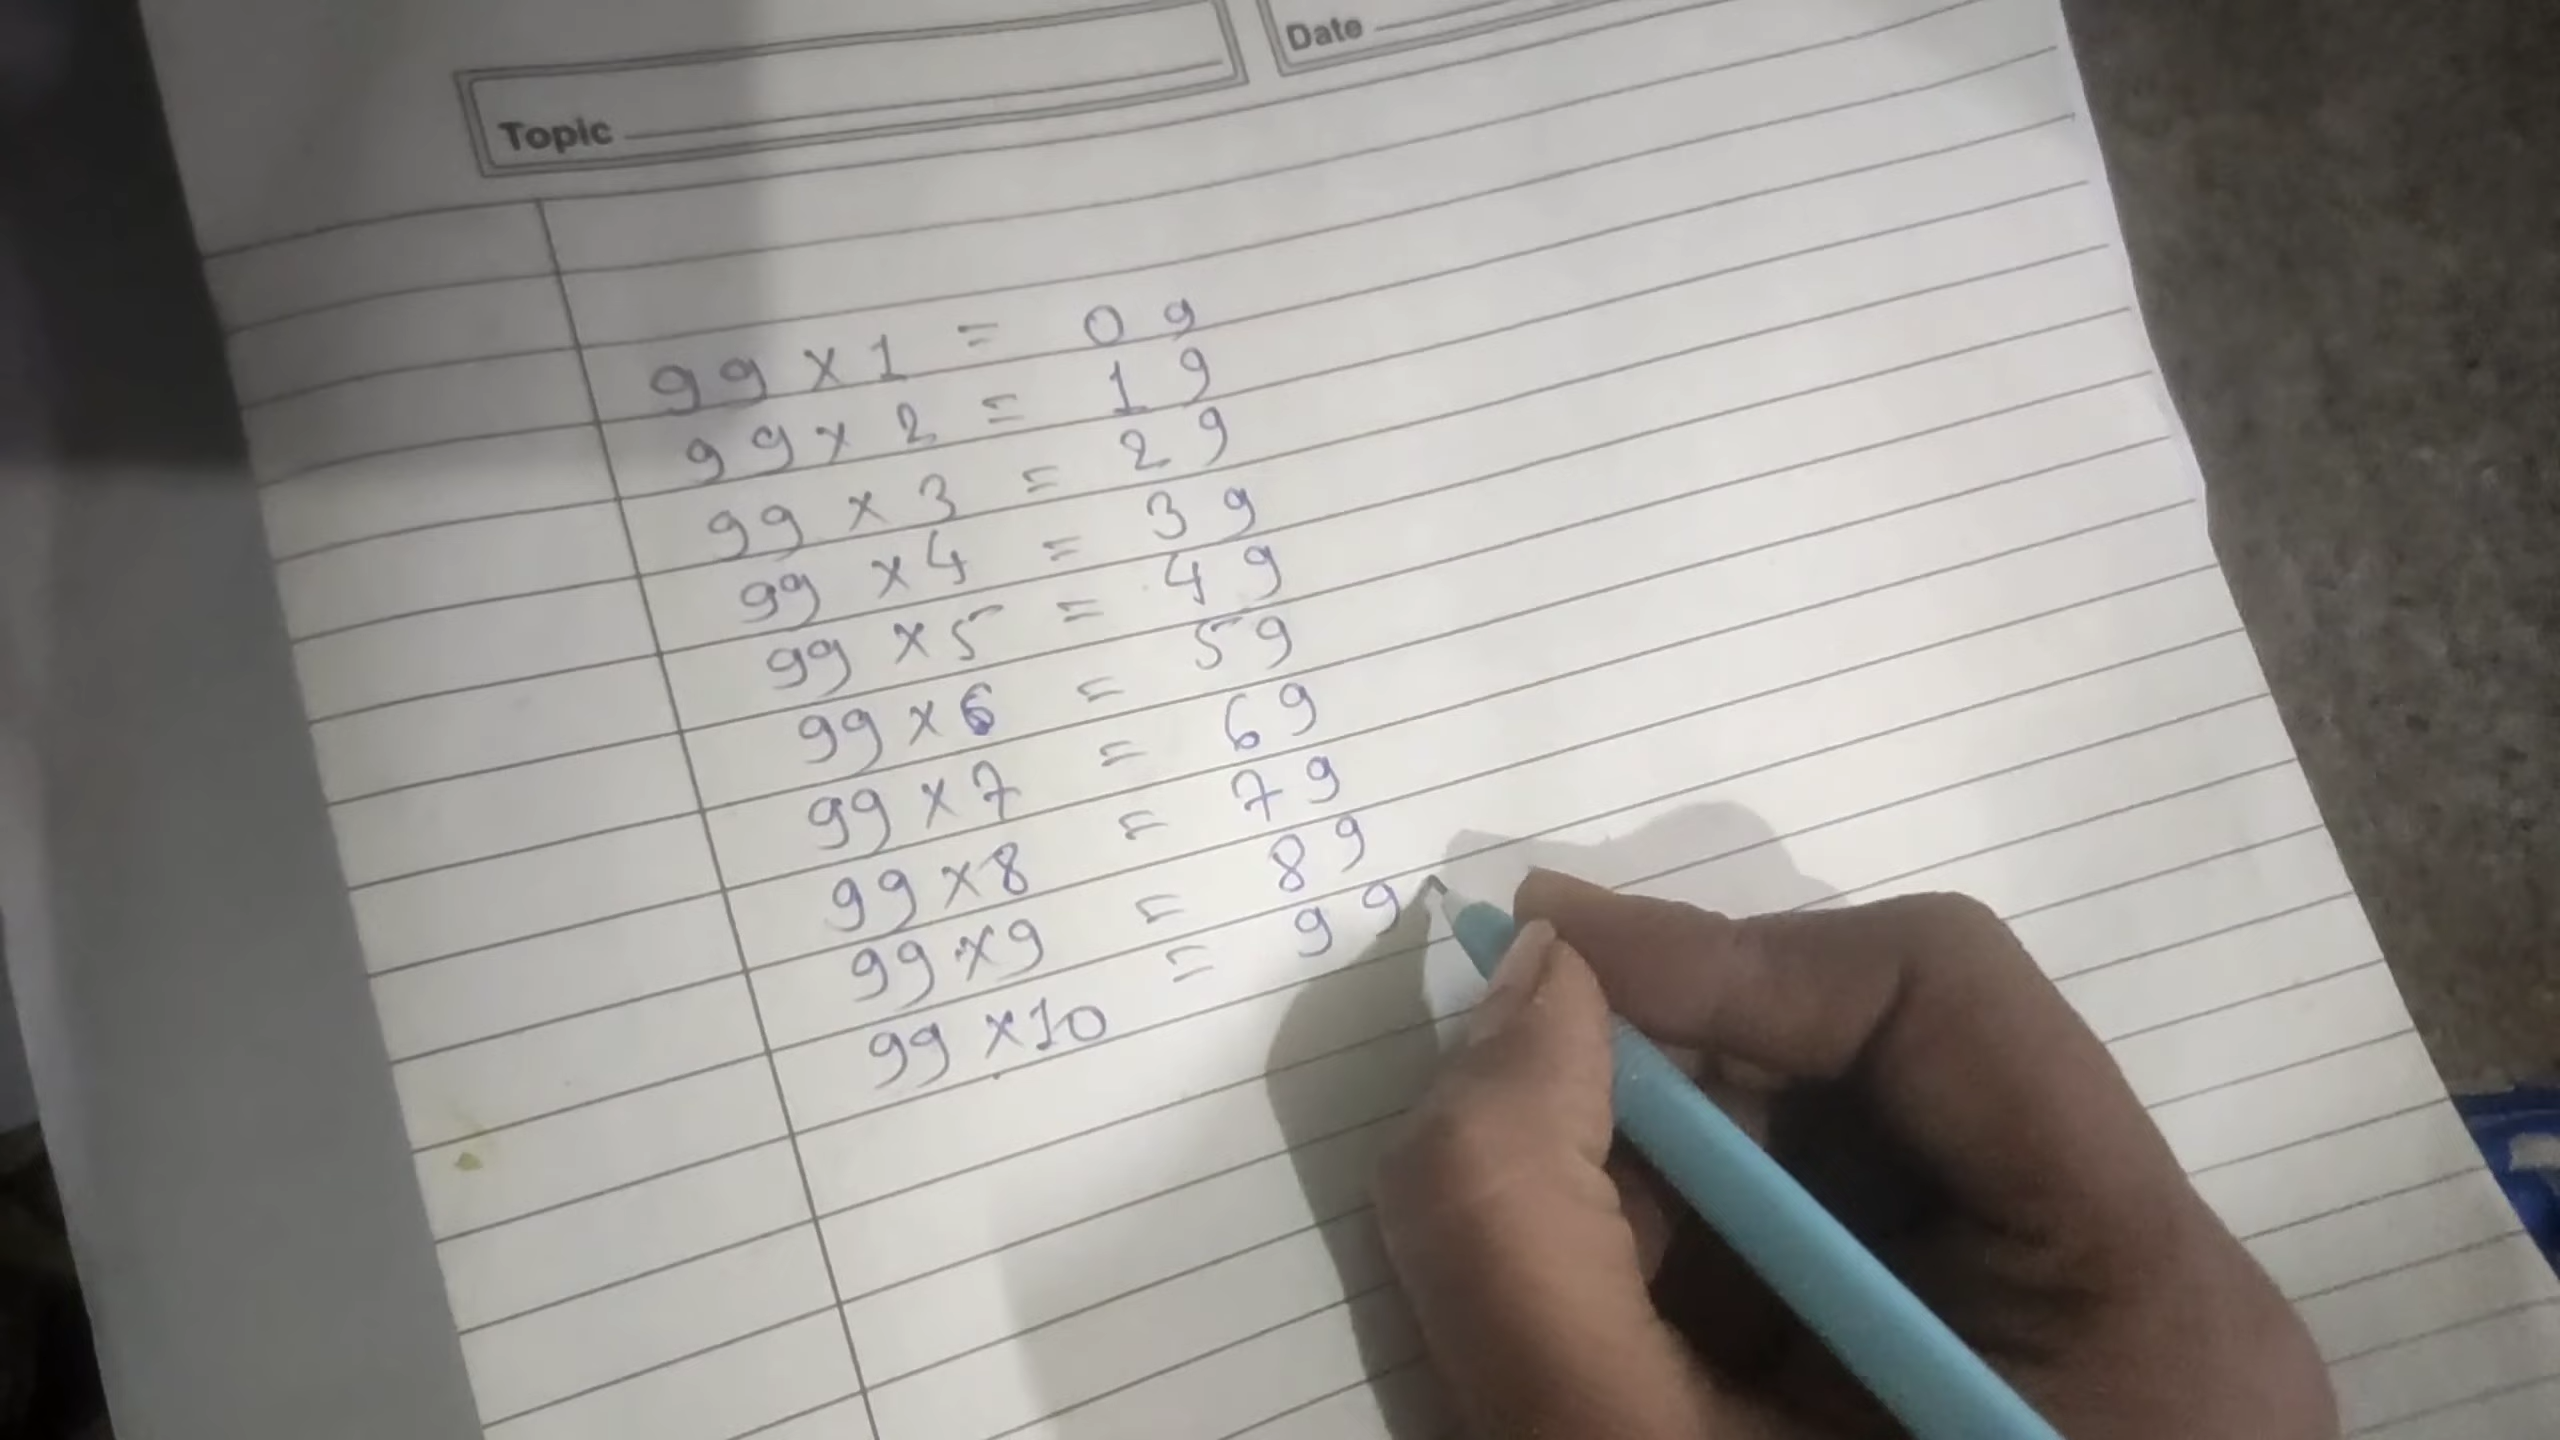 Topic
Date
99 x 1 = 09
99 x 2 = 19
99 x 3 = 29
99 x 4 = 39
99 x 5 = 49
99 x 6 = 59
99 x 7 = 69
99 x 8 = 79
99 x 9 = 89
99 x 10 = 99